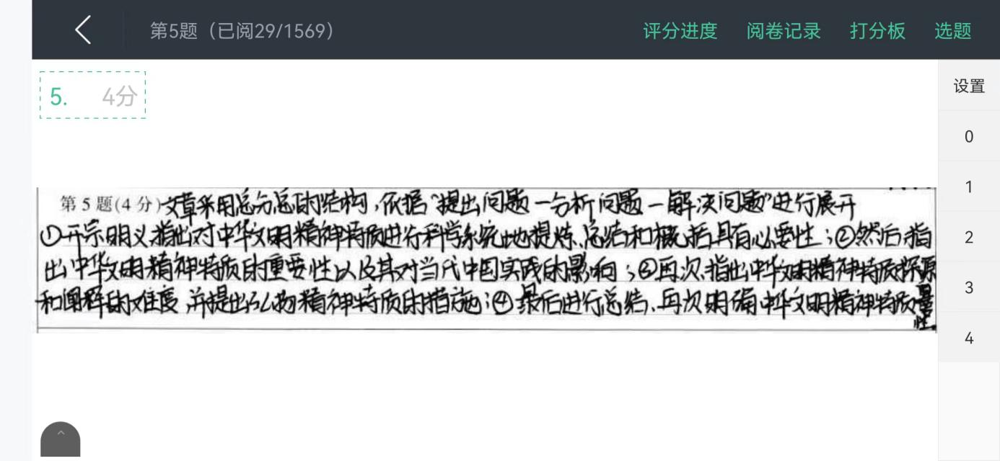 第5题（已阅29/1569）
评分进度 阅卷记录 打分板 选题
设置
5. 4分
0
1
2
3
4
第5题(4分)文章采用总分总的结构,依据“提出问题—分析问题—解决问题”进行展开
①开宗明义,指出对中华文明精神特质进行科学系统地提炼、总结和概括具有必要性;②然后指
出中华文明精神特质的重要性以及其对当代中国实践的影响;③再次,指出中华文明精神特质探源
和阐释的难度,并提出认物精神特质的措施;④最后进行总结,再次明确中华文明精神特质重要
性。